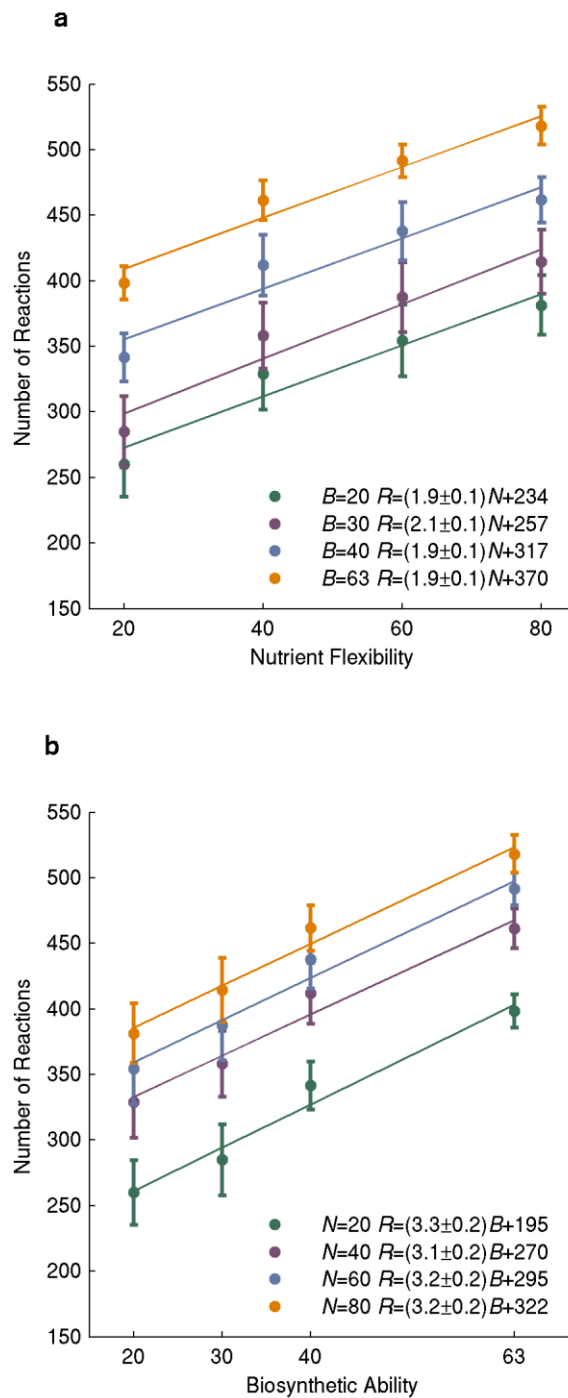 a
550
500
450
400
350
300
250
200
150
Number of Reactions
B=20 R=(1.9±0.1)N+234
B=30 R=(2.1±0.1)N+257
B=40 R=(1.9±0.1)N+317
B=63 R=(1.9±0.1)N+370
20 40 60 80
Nutrient Flexibility
b
550
500
450
400
350
300
250
200
150
Number of Reactions
N=20 R=(3.3±0.2)B+195
N=40 R=(3.1±0.2)B+270
N=60 R=(3.2±0.2)B+295
N=80 R=(3.2±0.2)B+322
20 30 40 63
Biosynthetic Ability